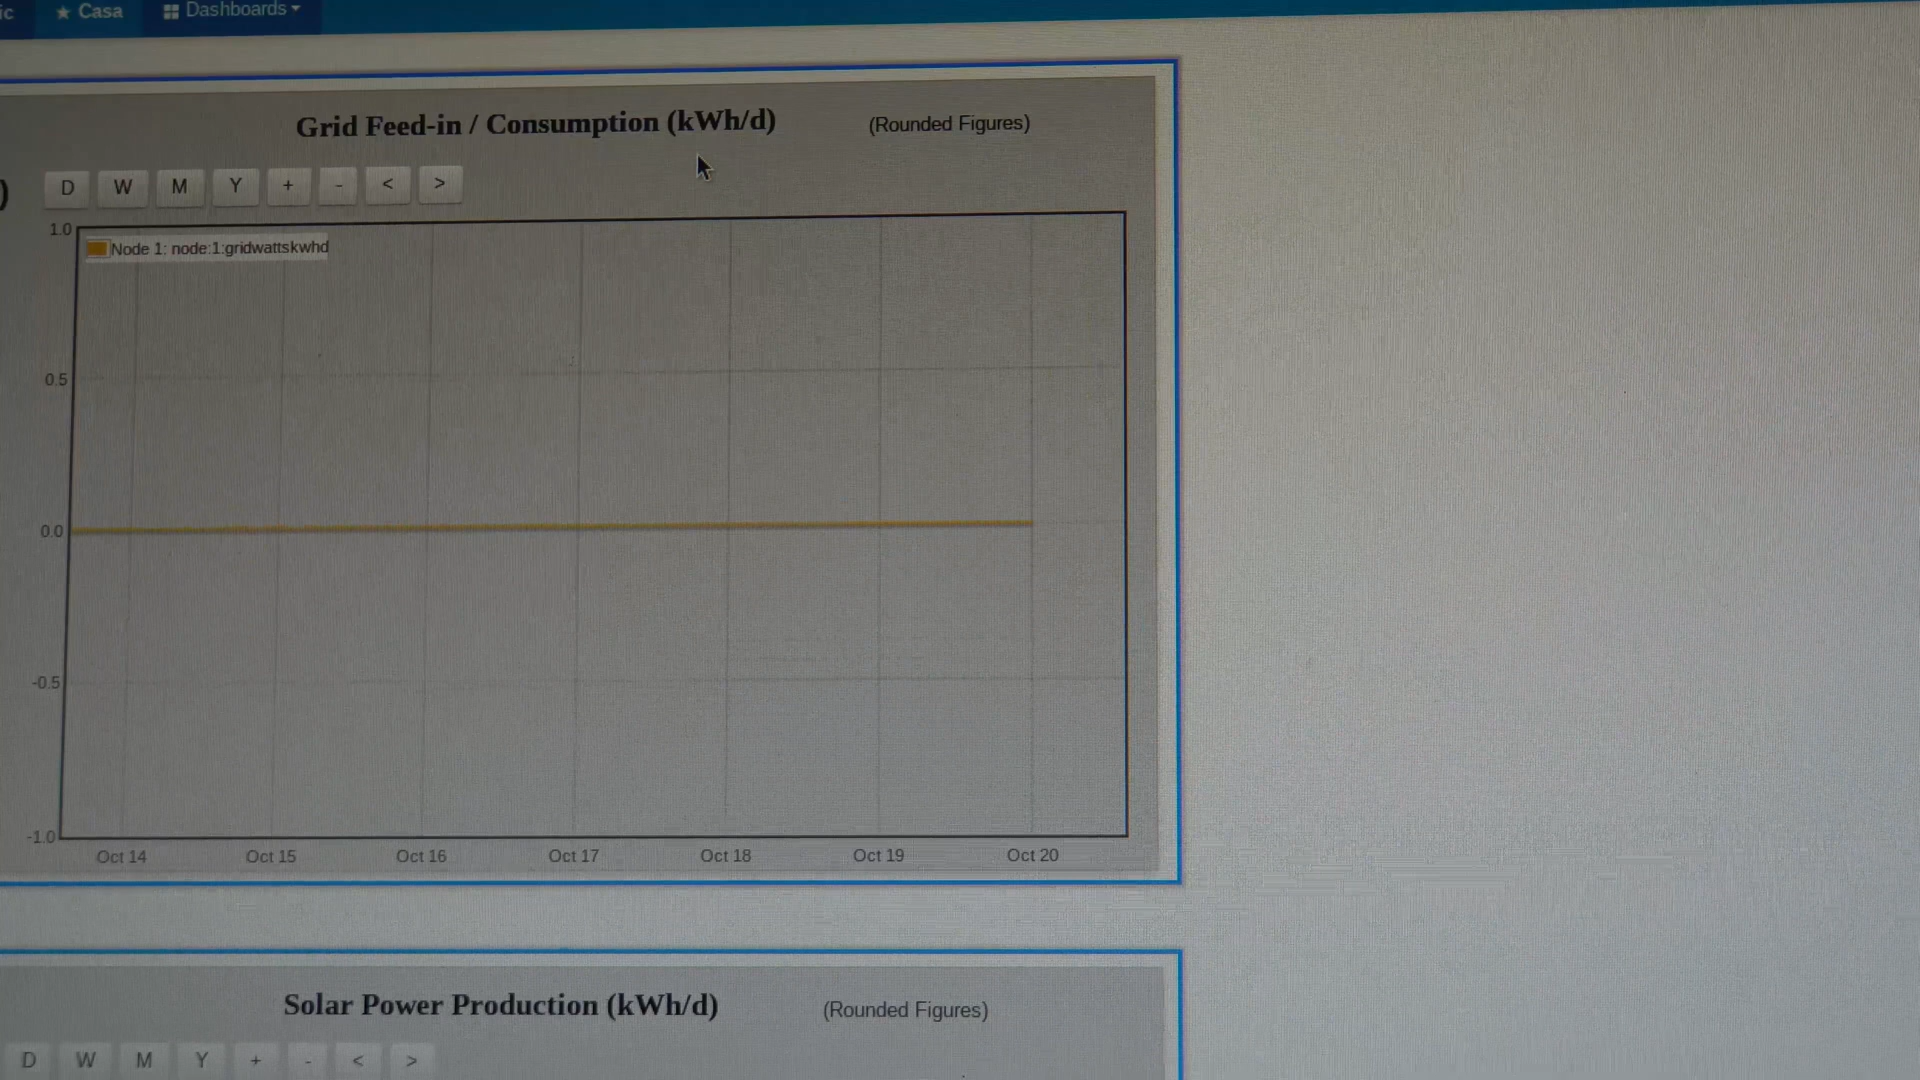 ic
Casa
Dashboards
Grid Feed-in / Consumption (kWh/d)
(Rounded Figures)
)
D W M Y + - < >
1.0
Node 1: node:1:gridwattskwhd
0.5
0.0
-0.5
-1.0
Oct 14 Oct 15 Oct 16 Oct 17 Oct 18 Oct 19 Oct 20
Solar Power Production (kWh/d)
(Rounded Figures)
D W M Y + - < >